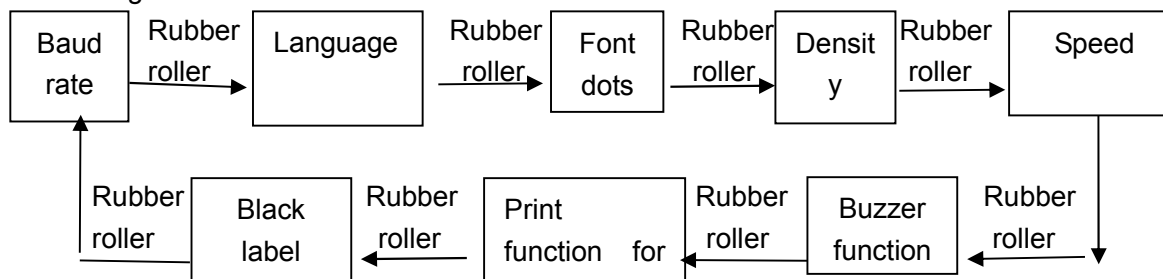 Baud
rate
Rubber
roller
Language
Rubber
roller
Font
dots
Rubber
roller
Densit
y
Rubber
roller
Speed
Rubber
roller
Buzzer
function
Rubber
roller
Print
function for
Rubber
roller
Black
label
Rubber
roller